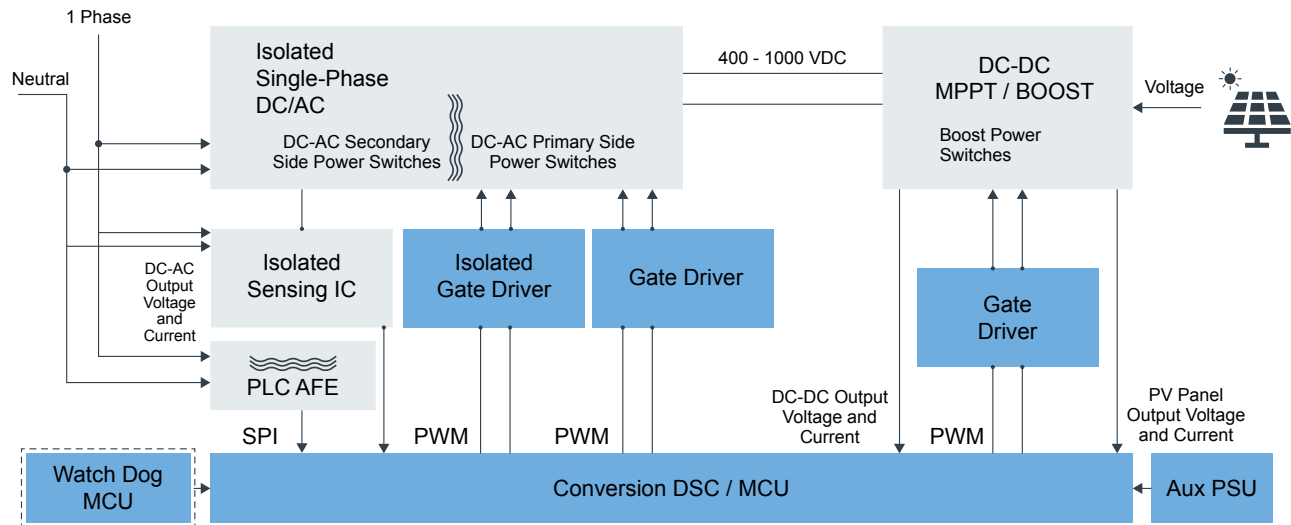 1 Phase
Neutral
Isolated
Single-Phase
DC/AC
DC-AC Secondary
Side Power Switches
DC-AC Primary Side
Power Switches
400 - 1000 VDC
DC-DC
MPPT / BOOST
Boost Power
Switches
Voltage
DC-AC
Output
Voltage
and
Current
Isolated
Sensing IC
Isolated
Gate Driver
Gate Driver
Gate
Driver
PLC AFE
SPI
PWM
PWM
DC-DC Output
Voltage and
Current
PWM
PV Panel
Output Voltage
and Current
Watch Dog
MCU
Conversion DSC / MCU
Aux PSU